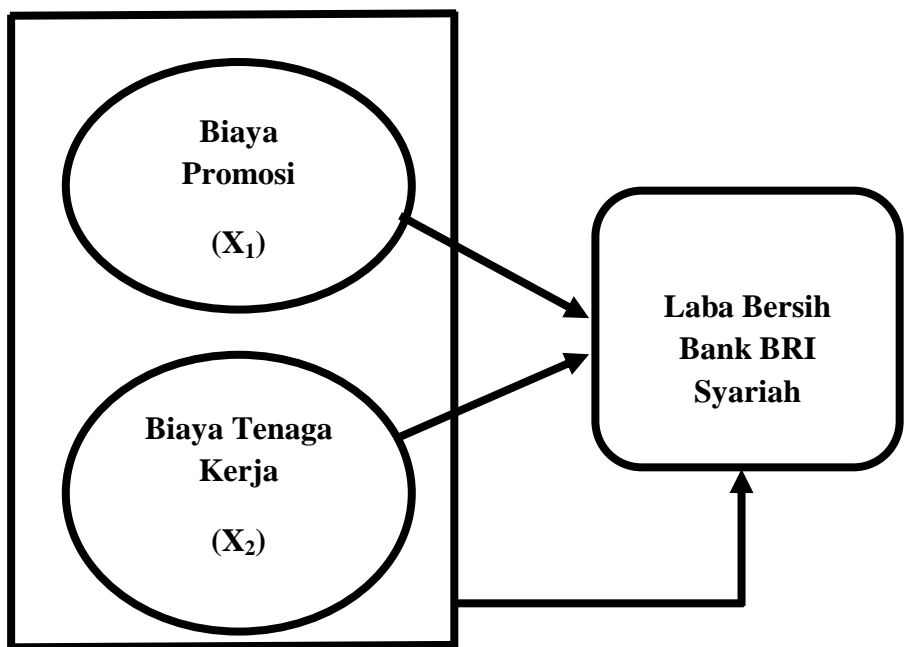 Biaya
Promosi
(X₁)
Biaya Tenaga
Kerja
(X₂)
Laba Bersih
Bank BRI
Syariah